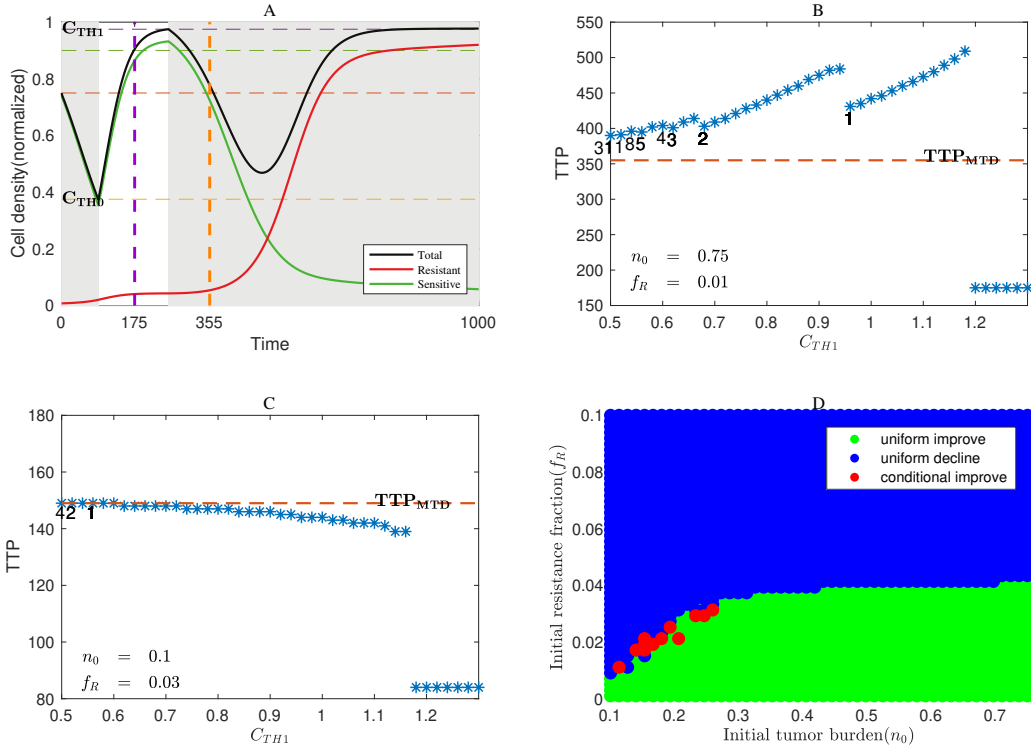 A
Cell density(normalized)
1
0.8
0.6
0.4
0.2
0
C_TH1
C_TH0
Total
Resistant
Sensitive
0 175 355 1000
Time
B
TTP
550
500
450
400
350
300
250
200
150
31185 43 2 1
TTP_MTD
n_0 = 0.75
f_R = 0.01
0.5 0.6 0.7 0.8 0.9 1 1.1 1.2
C_TH1
C
TTP
180
160
140
120
100
80
42 1
TTP_MTD
n_0 = 0.1
f_R = 0.03
0.5 0.6 0.7 0.8 0.9 1 1.1 1.2 1.3
C_TH1
D
Initial resistance fraction(f_R)
0.1
0.08
0.06
0.04
0.02
0
uniform improve
uniform decline
conditional improve
0.1 0.2 0.3 0.4 0.5 0.6 0.7
Initial tumor burden(n_0)